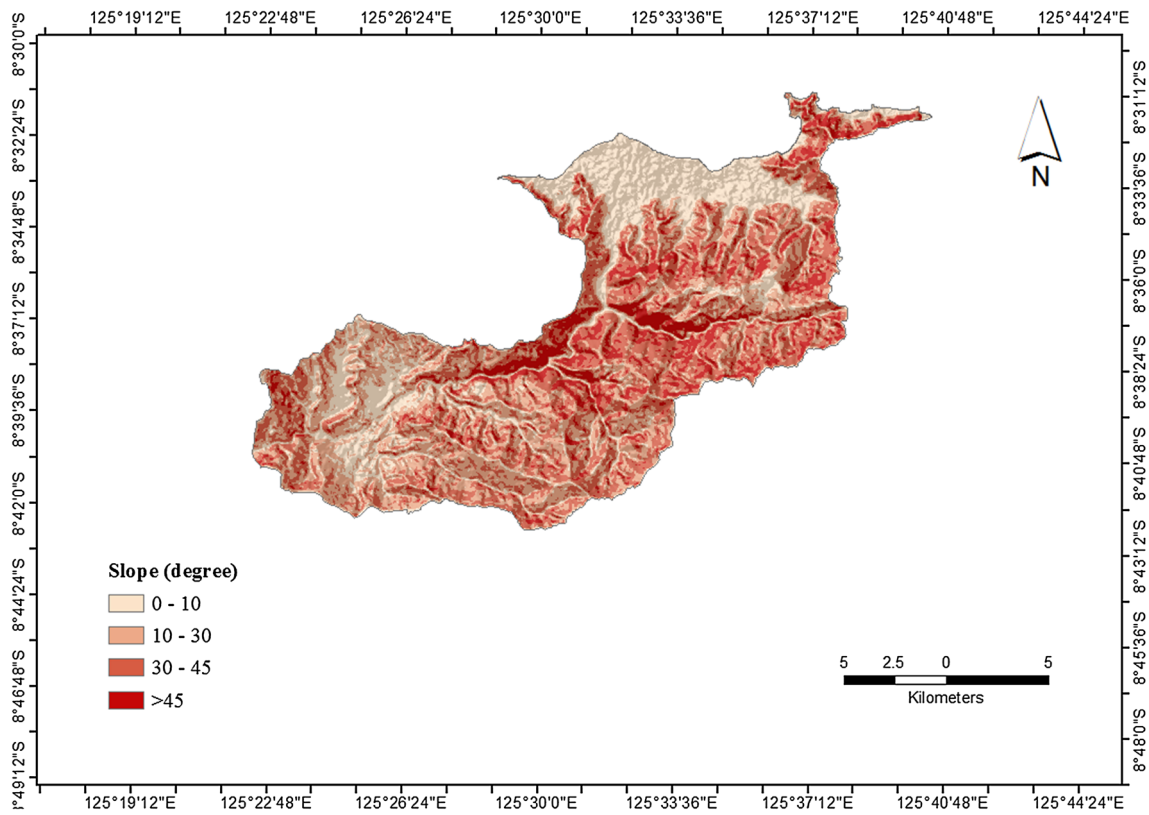 125°19'12"E 125°22'48"E 125°26'24"E 125°30'0"E 125°33'36"E 125°37'12"E 125°40'48"E 125°44'24"E
8°30'0"S
8°32'24"S
8°34'48"S
8°37'12"S
8°39'36"S
8°42'0"S
8°44'24"S
8°46'48"S
8°49'12"S
8°31'12"S
8°33'36"S
8°36'0"S
8°38'24"S
8°40'48"S
8°43'12"S
8°45'36"S
8°48'0"S
N
Slope (degree)
0 - 10
10 - 30
30 - 45
>45
5 2.5 0 5
Kilometers
125°19'12"E 125°22'48"E 125°26'24"E 125°30'0"E 125°33'36"E 125°37'12"E 125°40'48"E 125°44'24"E